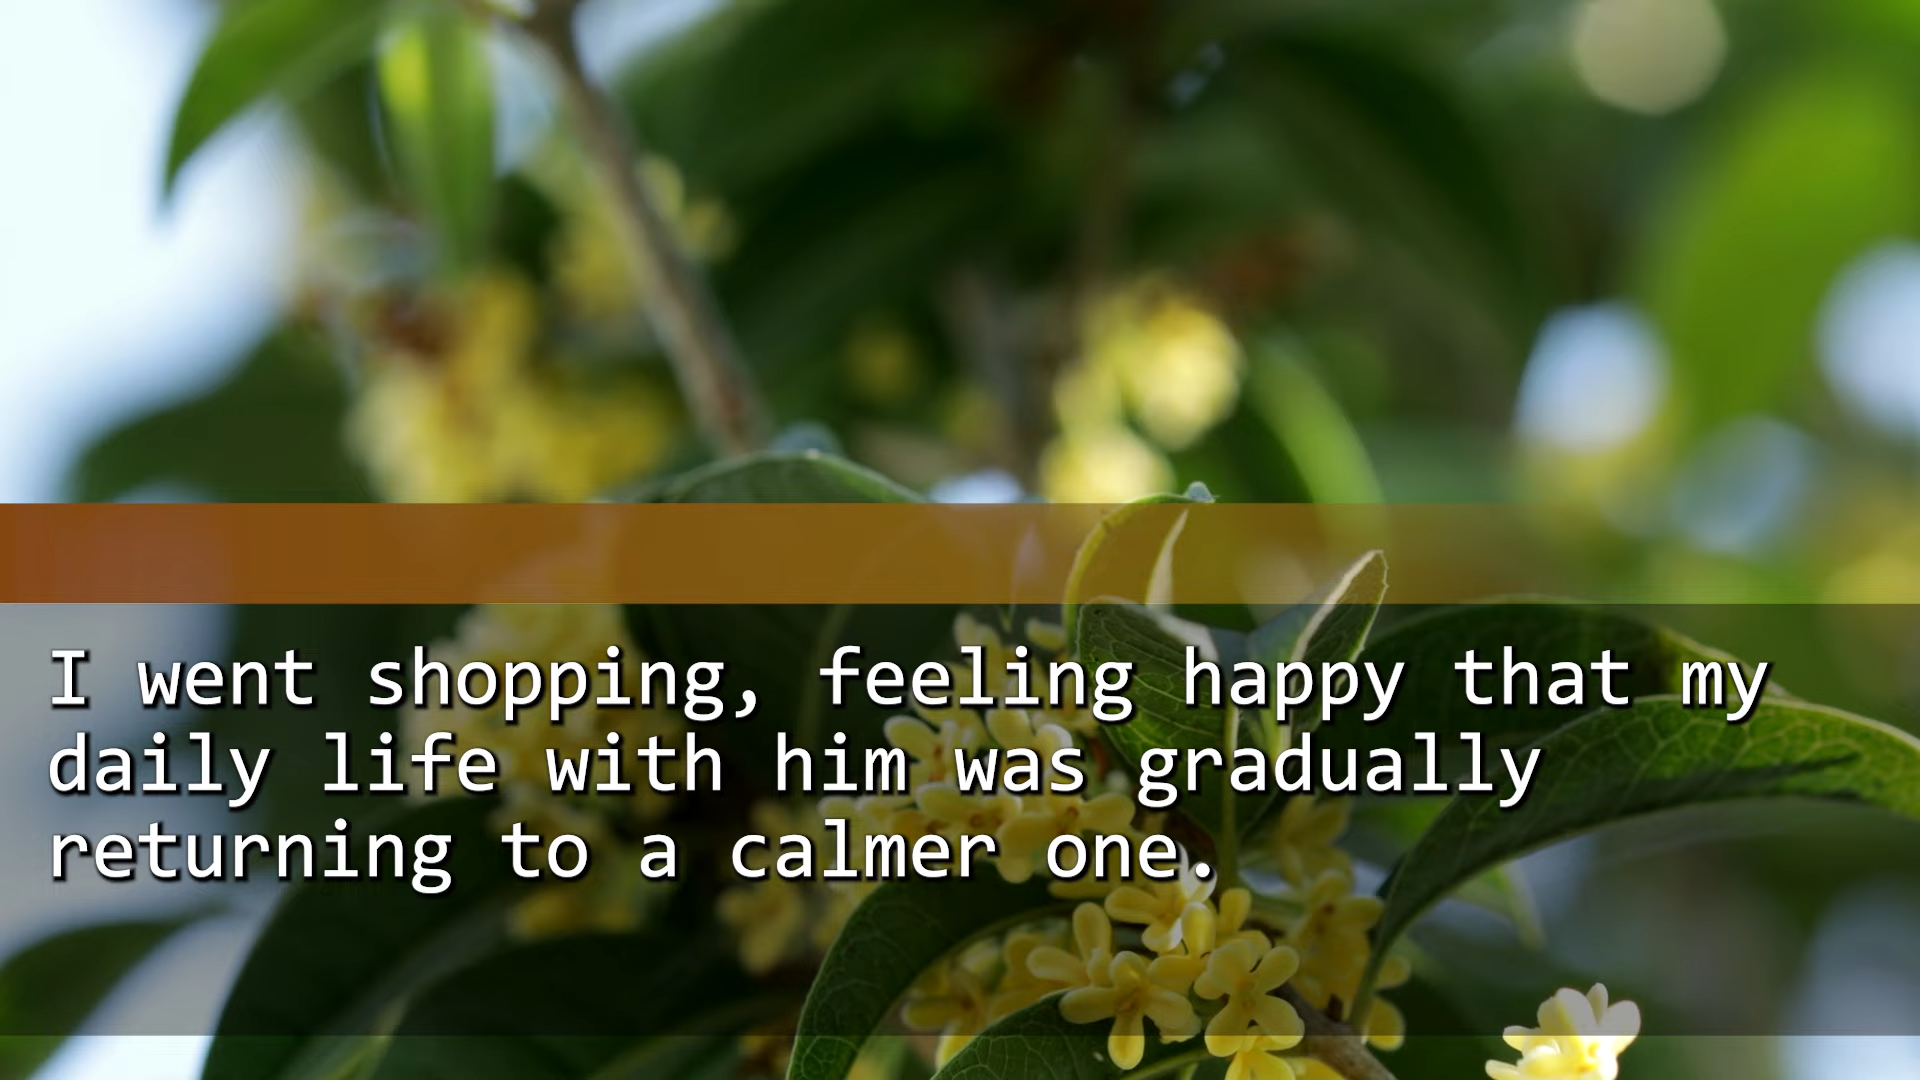 I went shopping, feeling happy that my
daily life with him was gradually
returning to a calmer one.